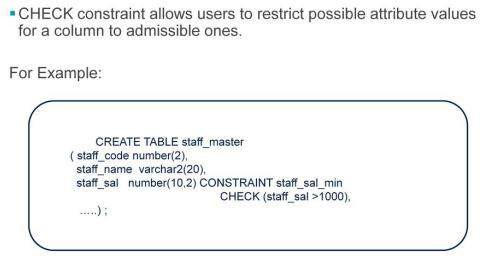 ▪ CHECK constraint allows users to restrict possible attribute values
for a column to admissible ones.
For Example:
CREATE TABLE staff_master
( staff_code number(2),
staff_name varchar2(20),
staff_sal number(10,2) CONSTRAINT staff_sal_min
CHECK (staff_sal >1000),
.....) ;